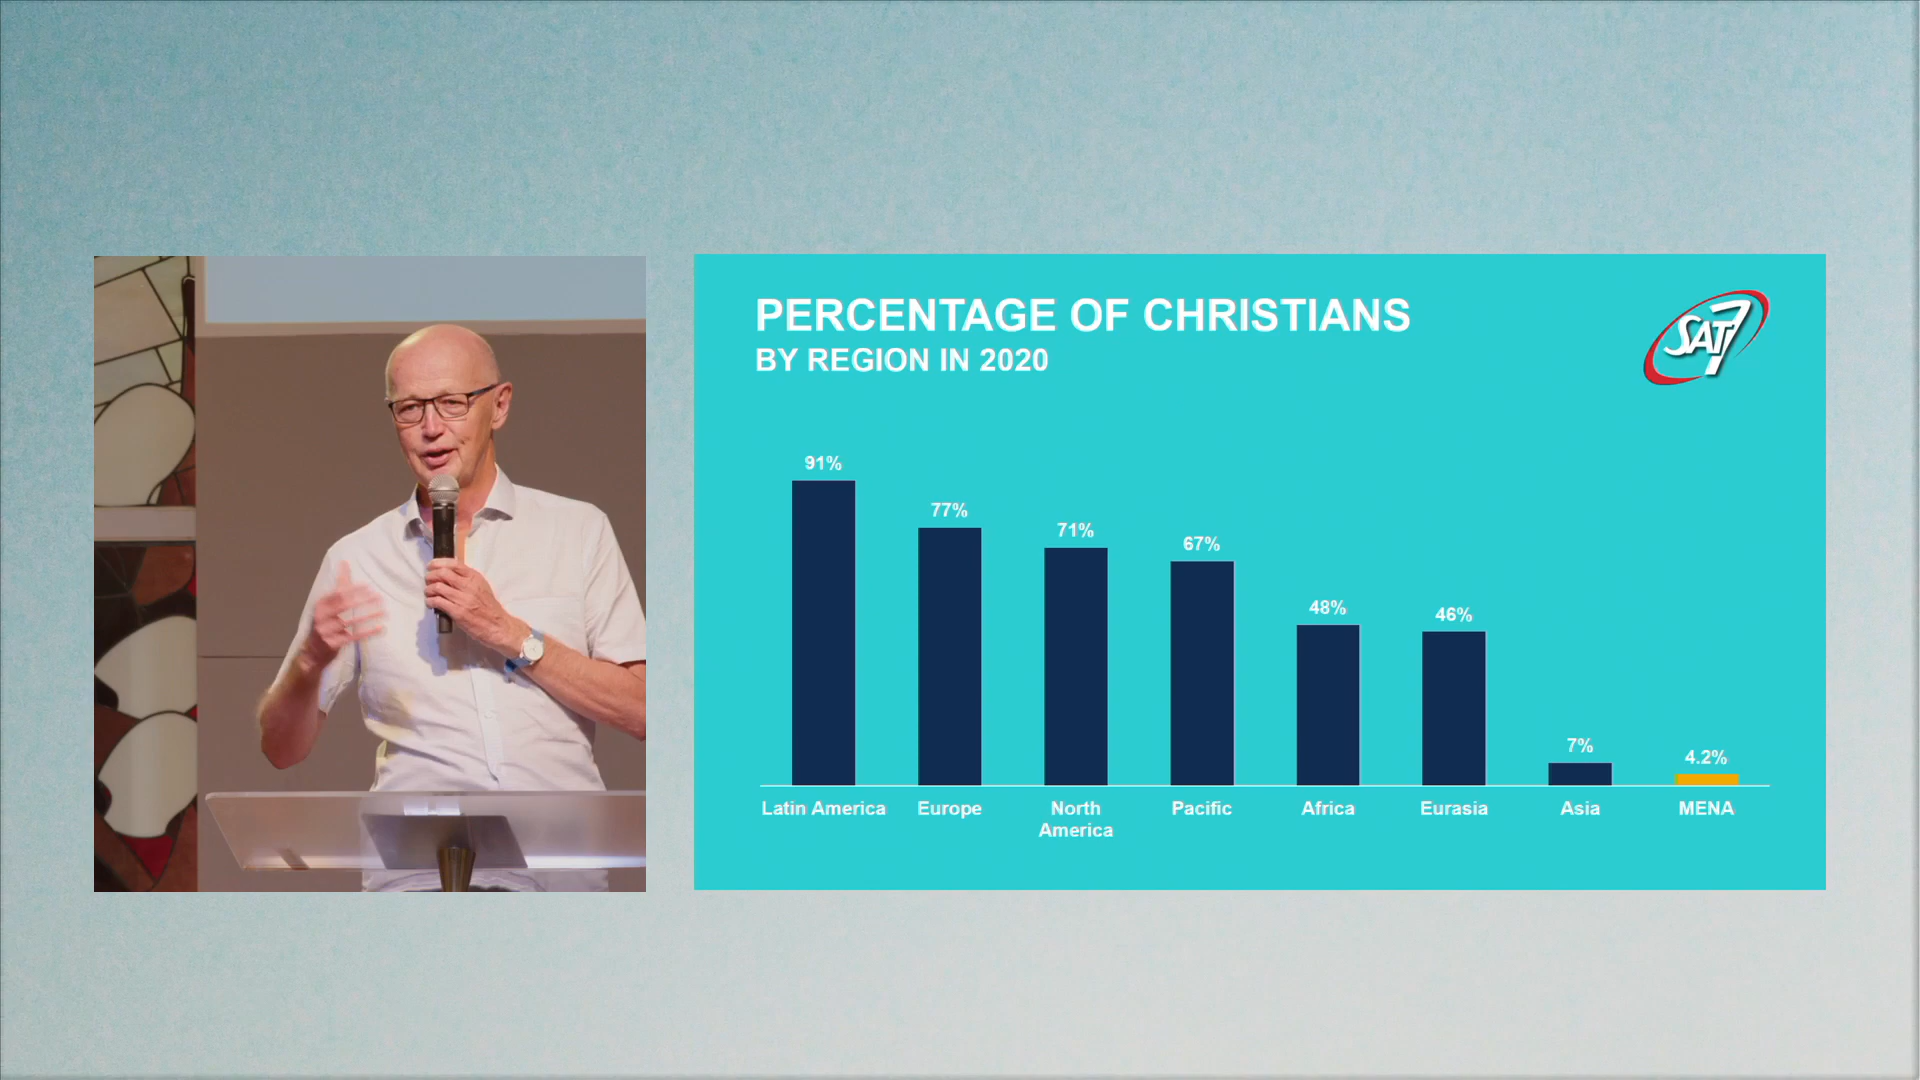 PERCENTAGE OF CHRISTIANS
BY REGION IN 2020
SAT7
91%
77%
71%
67%
48%
46%
7%
4.2%
Latin America
Europe
North
America
Pacific
Africa
Eurasia
Asia
MENA